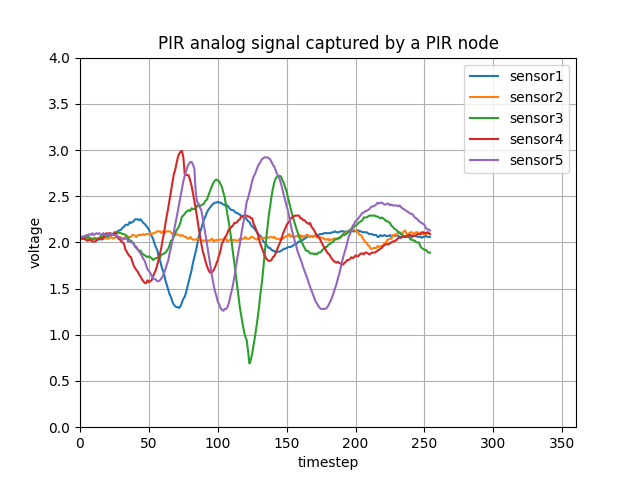 PIR analog signal captured by a PIR node
4.0
3.5
3.0
2.5
2.0
1.5
1.0
0.5
0.0
voltage
sensor1
sensor2
sensor3
sensor4
sensor5
0 50 100 150 200 250 300 350
timestep